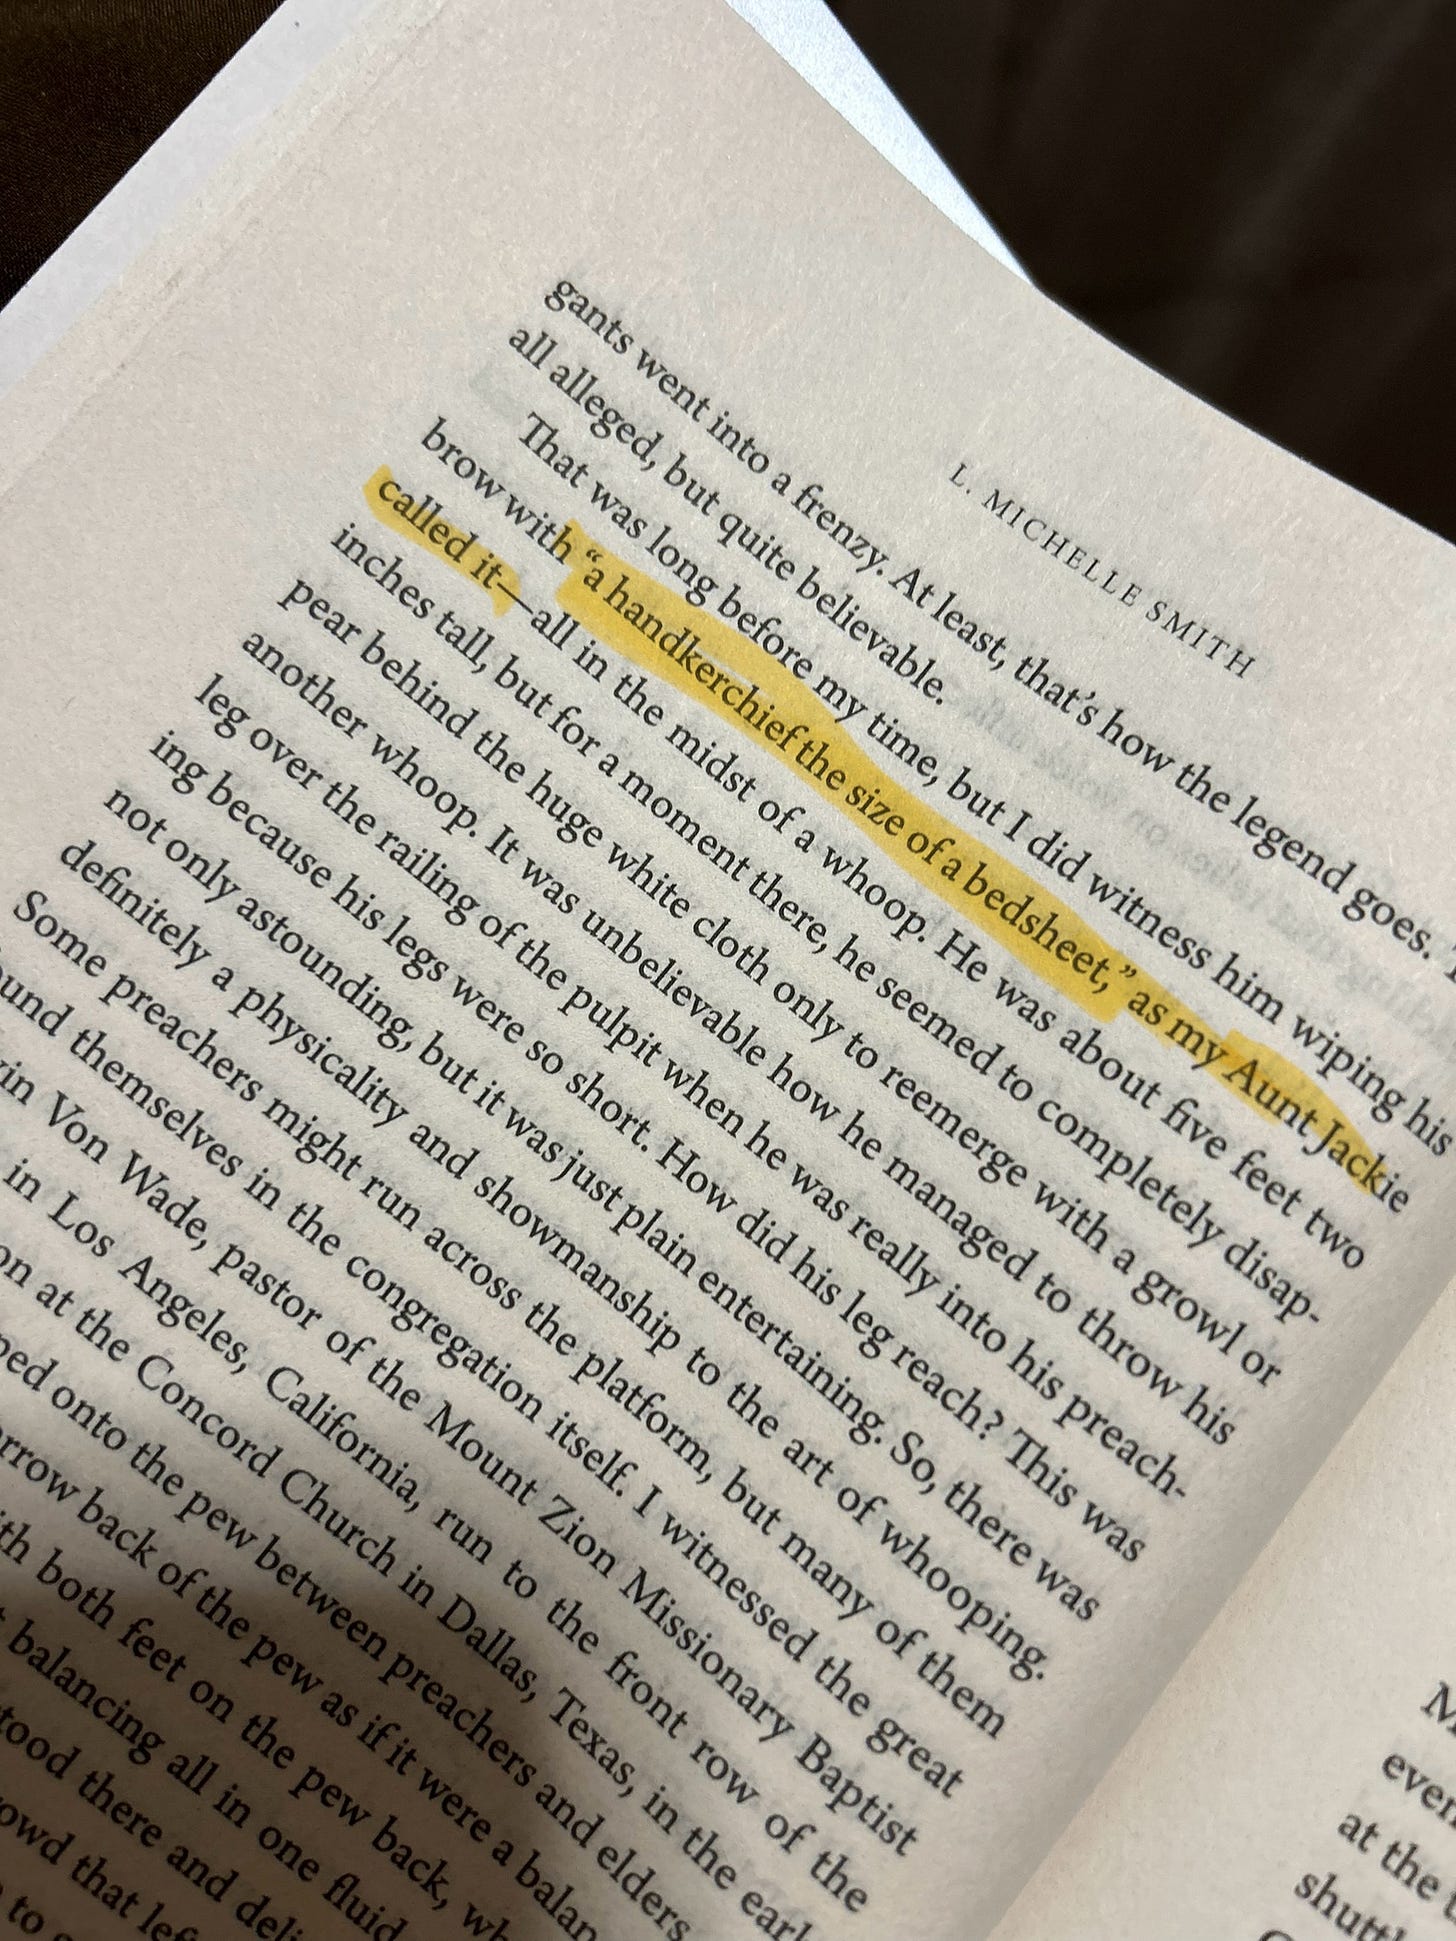 L. MICHELLE SMITH
gants went into a frenzy. At least, that's how the legend goes.
all alleged, but quite believable.
That was long before my time, but I did witness him wiping his
brow with “a handkerchief the size of a bedsheet,” as my Aunt Jackie
called it—all in the midst of a whoop. He was about five feet two
inches tall, but for a moment there, he seemed to completely disap-
pear behind the huge white cloth only to reemerge with a growl or
another whoop. It was unbelievable how he managed to throw his
leg over the railing of the pulpit when he was really into his preach-
ing because his legs were so short. How did his leg reach? This was
not only astounding, but it was just plain entertaining. So, there was
definitely a physicality and showmanship to the art of whooping.
Some preachers might run across the platform, but many of them
themselves in the congregation itself. I witnessed the great
Von Wade, pastor of the Mount Zion Missionary Baptist
in Los Angeles, California, run to the front row of the
at the Concord Church in Dallas, Texas, in the
onto the pew between preachers and elders
back of the pew as if it were a
both feet on the pew back,
balancing all in one fluid
there and
that
to
even
at the